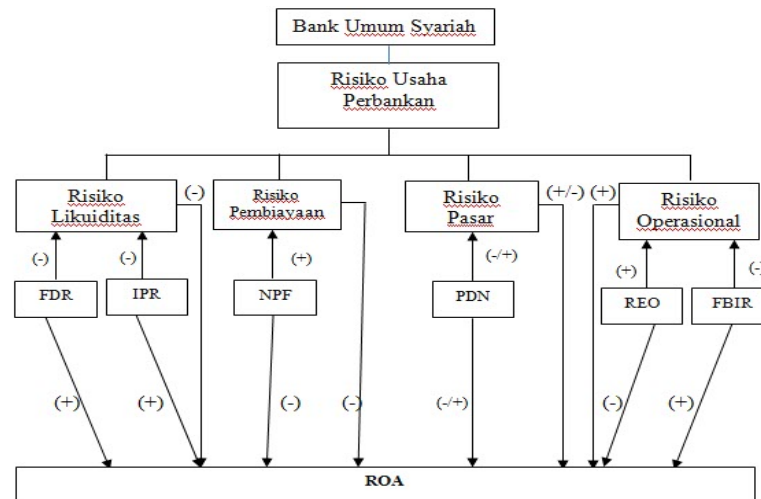 Bank Umum Syariah
Risiko Usaha
Perbankan
Risiko
Likuiditas
(-)
Risiko
Pembiayaan
Risiko
Pasar
(+/-)
(+)
Risiko
Operasional
(-)
(-)
(+)
(-/+)
(+)
(-)
FDR
IPR
NPF
PDN
REO
FBIR
(+)
(+)
(-)
(-)
(-/+)
(-)
(+)
ROA